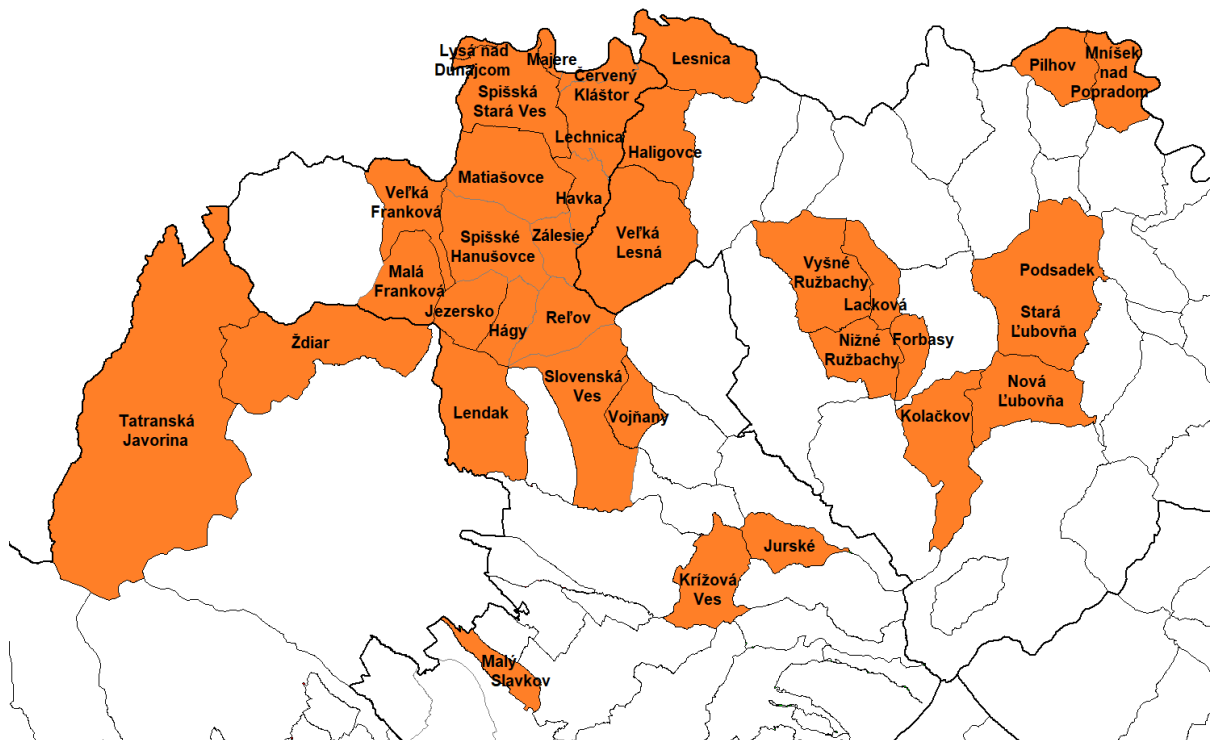 Lysá nad
Dunajcom
Majere
Červený
Kláštor
Lesnica
Pilhov
Mníšek
nad
Popradom
Spišská
Stará Ves
Lechnica
Haligovce
Matiašovce
Veľká
Franková
Havka
Zálesie
Veľká
Lesná
Spišské
Hanušovce
Malá
Franková
Vyšné
Ružbachy
Podsadek
Lacková
Stará
Ľubovňa
Jezersko
Hágy
Reľov
Ždiar
Nižné
Ružbachy
Forbasy
Slovenská
Ves
Nová
Ľubovňa
Lendak
Vojňany
Kolačkov
Tatranská
Javorina
Jurské
Krížová
Ves
Malý
Slavkov